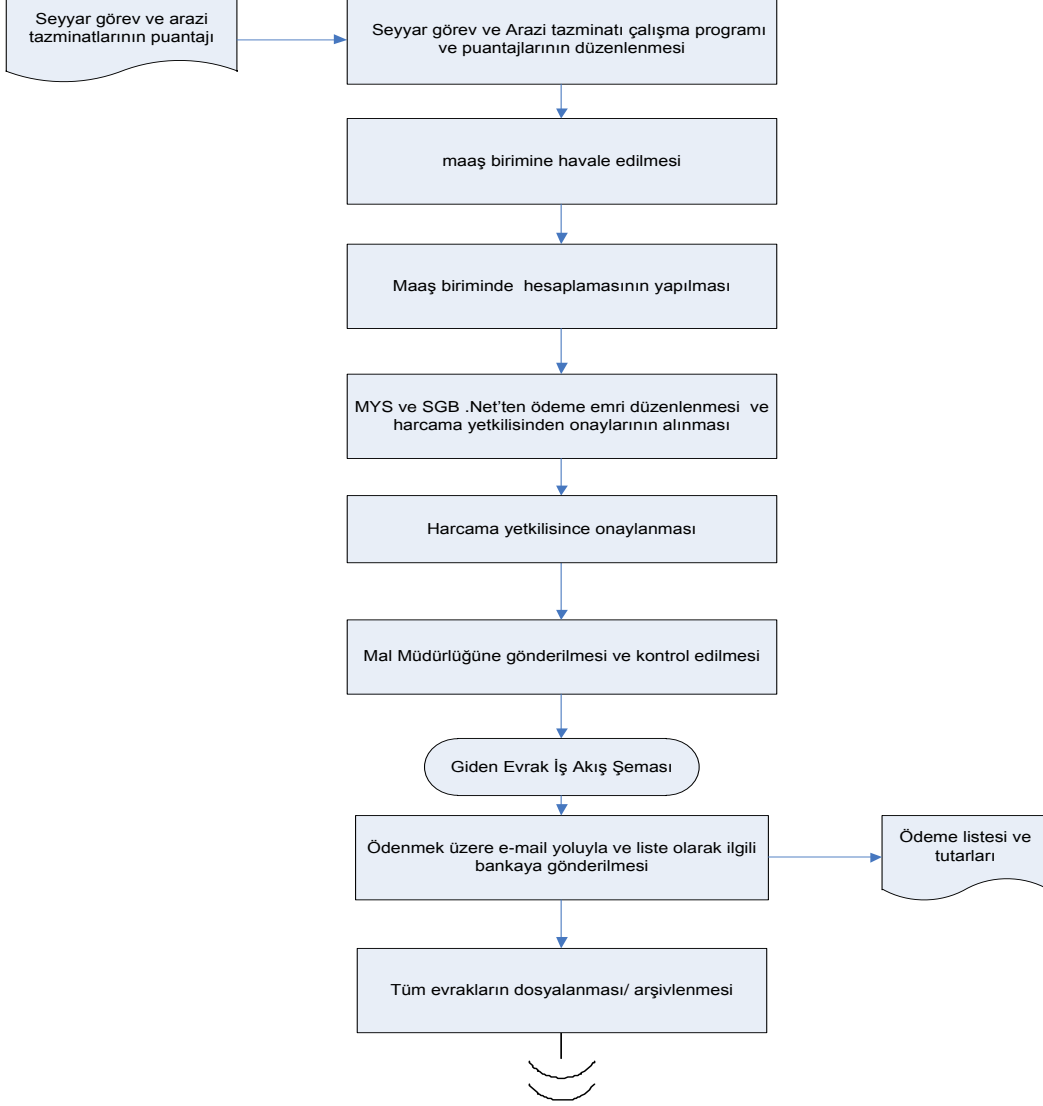 Seyyar görev ve arazi
tazminatlarının puantajı
Seyyar görev ve Arazi tazminatı çalışma programı
ve puantajlarının düzenlenmesi
maaş birimine havale edilmesi
Maaş biriminde hesaplamasının yapılması
MYS ve SGB .Net'ten ödeme emri düzenlenmesi ve
harcama yetkilisinden onaylarının alınması
Harcama yetkilisince onaylanması
Mal Müdürlüğüne gönderilmesi ve kontrol edilmesi
Giden Evrak İş Akış Şeması
Ödenmek üzere e-mail yoluyla ve liste olarak ilgili
bankaya gönderilmesi
Ödeme listesi ve
tutarları
Tüm evrakların dosyalanması/ arşivlenmesi